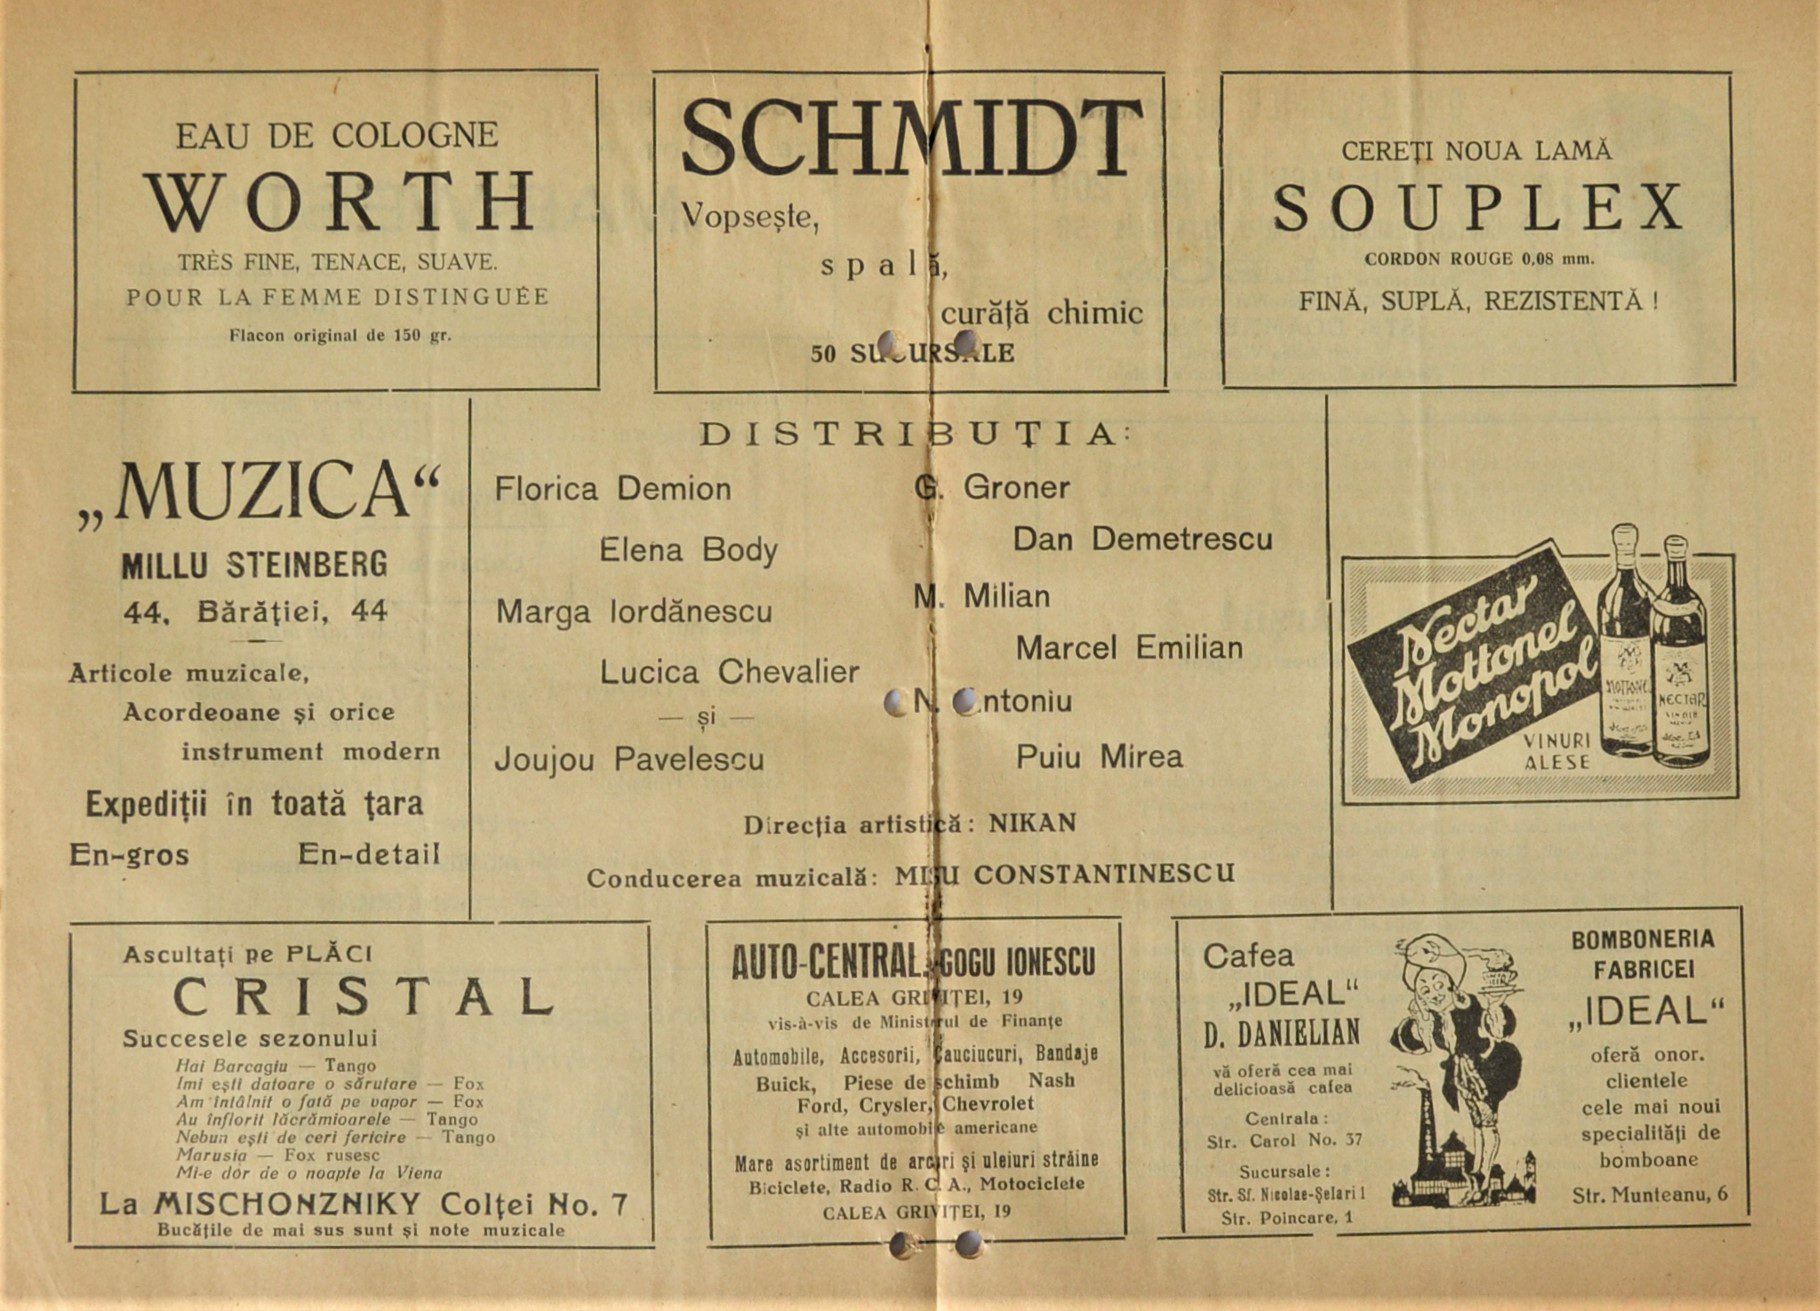 EAU DE COLOGNE
WORTH
TRÈS FINE, TENACE, SUAVE.
POUR LA FEMME DISTINGUÉE
Flacon original de 150 gr.
SCHMIDT
Vopsește,
spală,
curăță chimic
50 SUCURSALE
CEREȚI NOUA LAMĂ
SOUPLEX
CORDON ROUGE 0,08 mm.
FINĂ, SUPLĂ, REZISTENTĂ !
„MUZICA“
MILLU STEINBERG
44, Bărăției, 44
Articole muzicale,
Acordeoane și orice
instrument modern
Expediții în toată țara
En-gros En-detail
DISTRIBUȚIA:
Florica Demion
Elena Body
Marga Iordănescu
Lucica Chevalier
— și —
Joujou Pavelescu
G. Groner
Dan Demetrescu
M. Milian
Marcel Emilian
N. Antoniu
Puiu Mirea
Direcția artistică: NIKAN
Conducerea muzicală: MIȘU CONSTANTINESCU
Nectar
Mottonel
Monopol
VINURI
ALESE
MOTTONEL
NECTAR
Ascultați pe PLĂCI
CRISTAL
Succesele sezonului
Hai Barcagiu — Tango
Imi ești datoare o sărutare — Fox
Am întâlnit o fată pe vapor — Fox
Au înflorit lăcrămioarele — Tango
Nebun ești de ceri fericire — Tango
Marusia — Fox rusesc
Mi-e dor de o noapte la Viena
La MISCHONZNIKY Colței No. 7
Bucățile de mai sus sunt și note muzicale
AUTO-CENTRAL, GOGU IONESCU
CALEA GRIVIȚEI, 19
vis-à-vis de Ministerul de Finanțe
Automobile, Accesorii, Cauciucuri, Bandaje
Buick, Piese de schimb Nash
Ford, Crysler, Chevrolet
și alte automobile americane
Mare asortiment de arcuri și uleiuri străine
Biciclete, Radio R. C. A., Motociclete
CALEA GRIVIȚEI, 19
Cafea
„IDEAL“
D. DANIELIAN
vă oferă cea mai
delicioasă cafea
Centrala :
Str. Carol No. 37
Sucursale :
Str. Sf. Nicolae-Șelari 1
Str. Poincare, 1
BOMBONERIA
FABRICEI
„IDEAL“
oferă onor.
clientele
cele mai noui
specialități de
bomboane
Str. Munteanu, 6